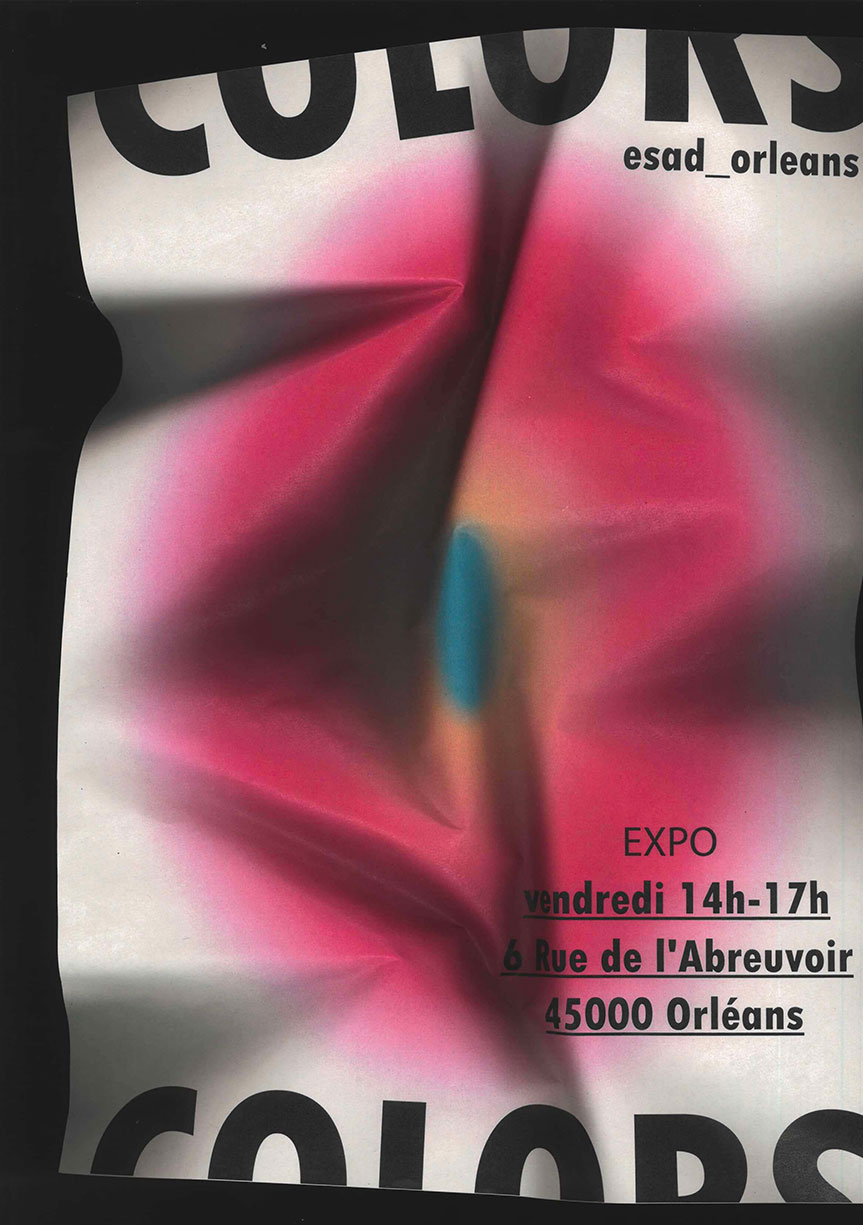 COLORS
esad_orleans
EXPO
vendredi 14h-17h
6 Rue de l'Abreuvoir
45000 Orléans
COLORS